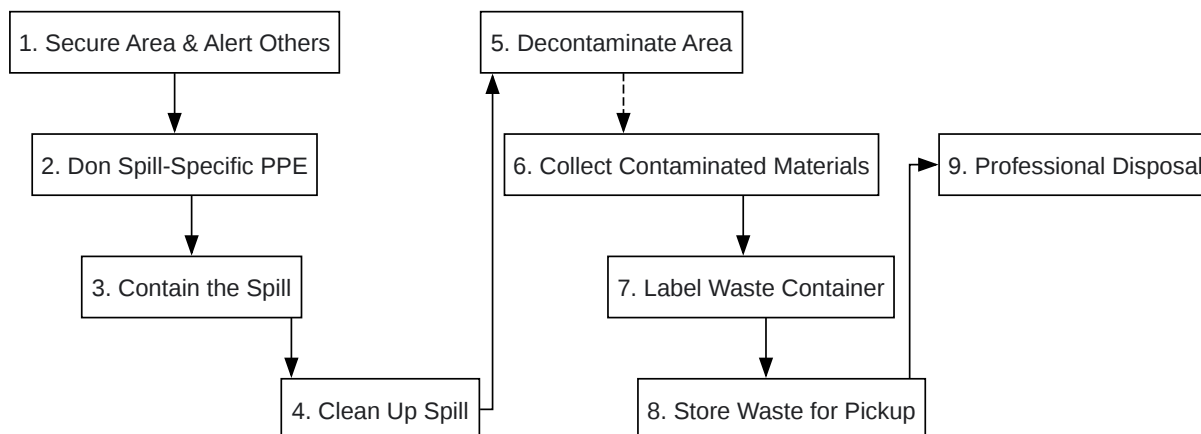 1. Secure Area & Alert Others
2. Don Spill-Specific PPE
3. Contain the Spill
4. Clean Up Spill
5. Decontaminate Area
6. Collect Contaminated Materials
7. Label Waste Container
8. Store Waste for Pickup
9. Professional Disposal